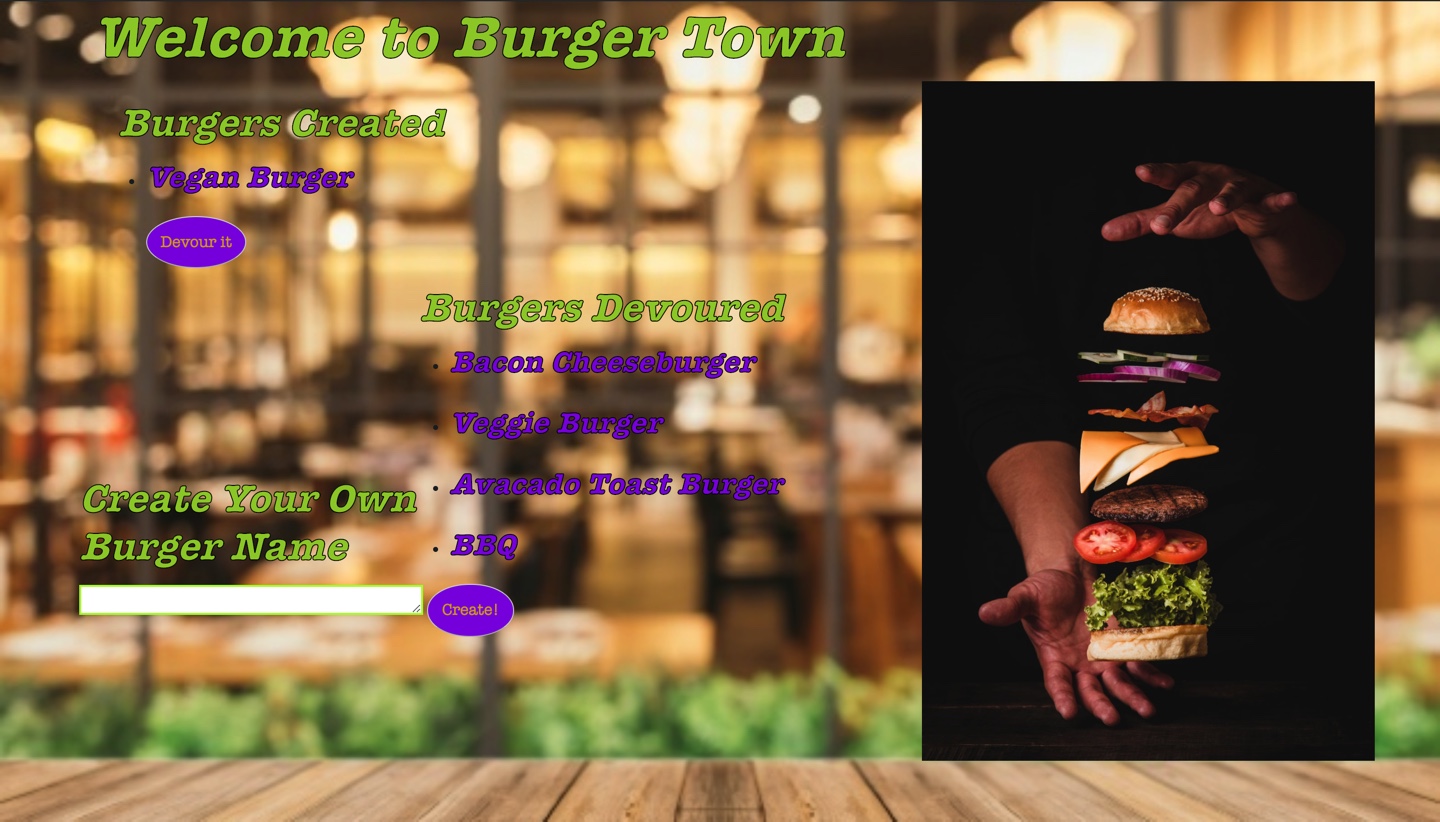 Welcome to Burger Town
Burgers Created
Vegan Burger
Devour it
Burgers Devoured
Bacon Cheeseburger
Veggie Burger
Avacado Toast Burger
BBQ
Create Your Own
Burger Name
Create!